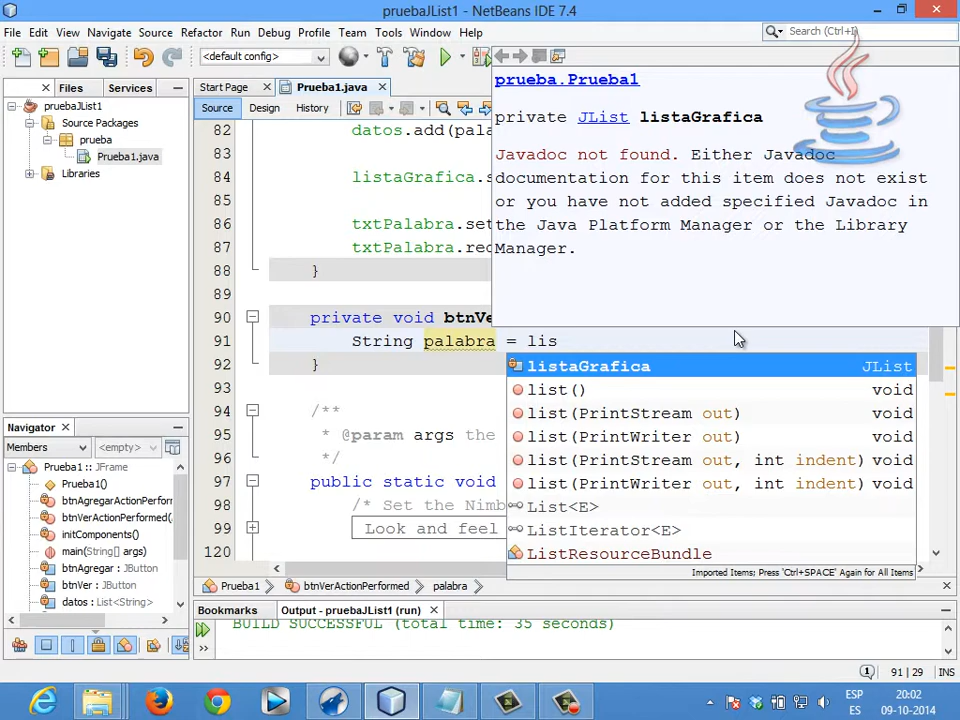 pruebaJList1 - NetBeans IDE 7.4
File Edit View Navigate Source Refactor Run Debug Profile Team Tools Window Help
Search (Ctrl+I)
<default config>
Files Services
Start Page Prueba1.java
Source Design History
pruebaJList1
Source Packages
prueba
Prueba1.java
Libraries
82 datos.add(pala
83
84 listaGrafica.s
85
86 txtPalabra.set
87 txtPalabra.rec
88 }
89
90 private void btnVe
91 String palabra = lis
92 }
93
94 /**
95 * @param args the
96 */
97 public static void
98 /* Set the Nimb
99 Look and feel
120
prueba.Prueba1
private JList listaGrafica
Javadoc not found. Either Javadoc
documentation for this item does not exist
or you have not added specified Javadoc in
the Java Platform Manager or the Library
Manager.
listaGrafica JList
list() void
list(PrintStream out) void
list(PrintWriter out) void
list(PrintStream out, int indent) void
list(PrintWriter out, int indent) void
List<E>
ListIterator<E>
ListResourceBundle
Imported Items; Press 'Ctrl+SPACE' Again for All Items
Navigator
Members <empty>
Prueba1 :: JFrame
Prueba1()
btnAgregarActionPerform
btnVerActionPerformed(
initComponents()
main(String[] args)
btnAgregar : JButton
btnVer : JButton
datos : List<String>
Prueba1 btnVerActionPerformed palabra
Bookmarks Output - pruebaJList1 (run)
BUILD SUCCESSFUL (total time: 35 seconds)
1 91 | 29 INS
ESP
ES
20:02
09-10-2014